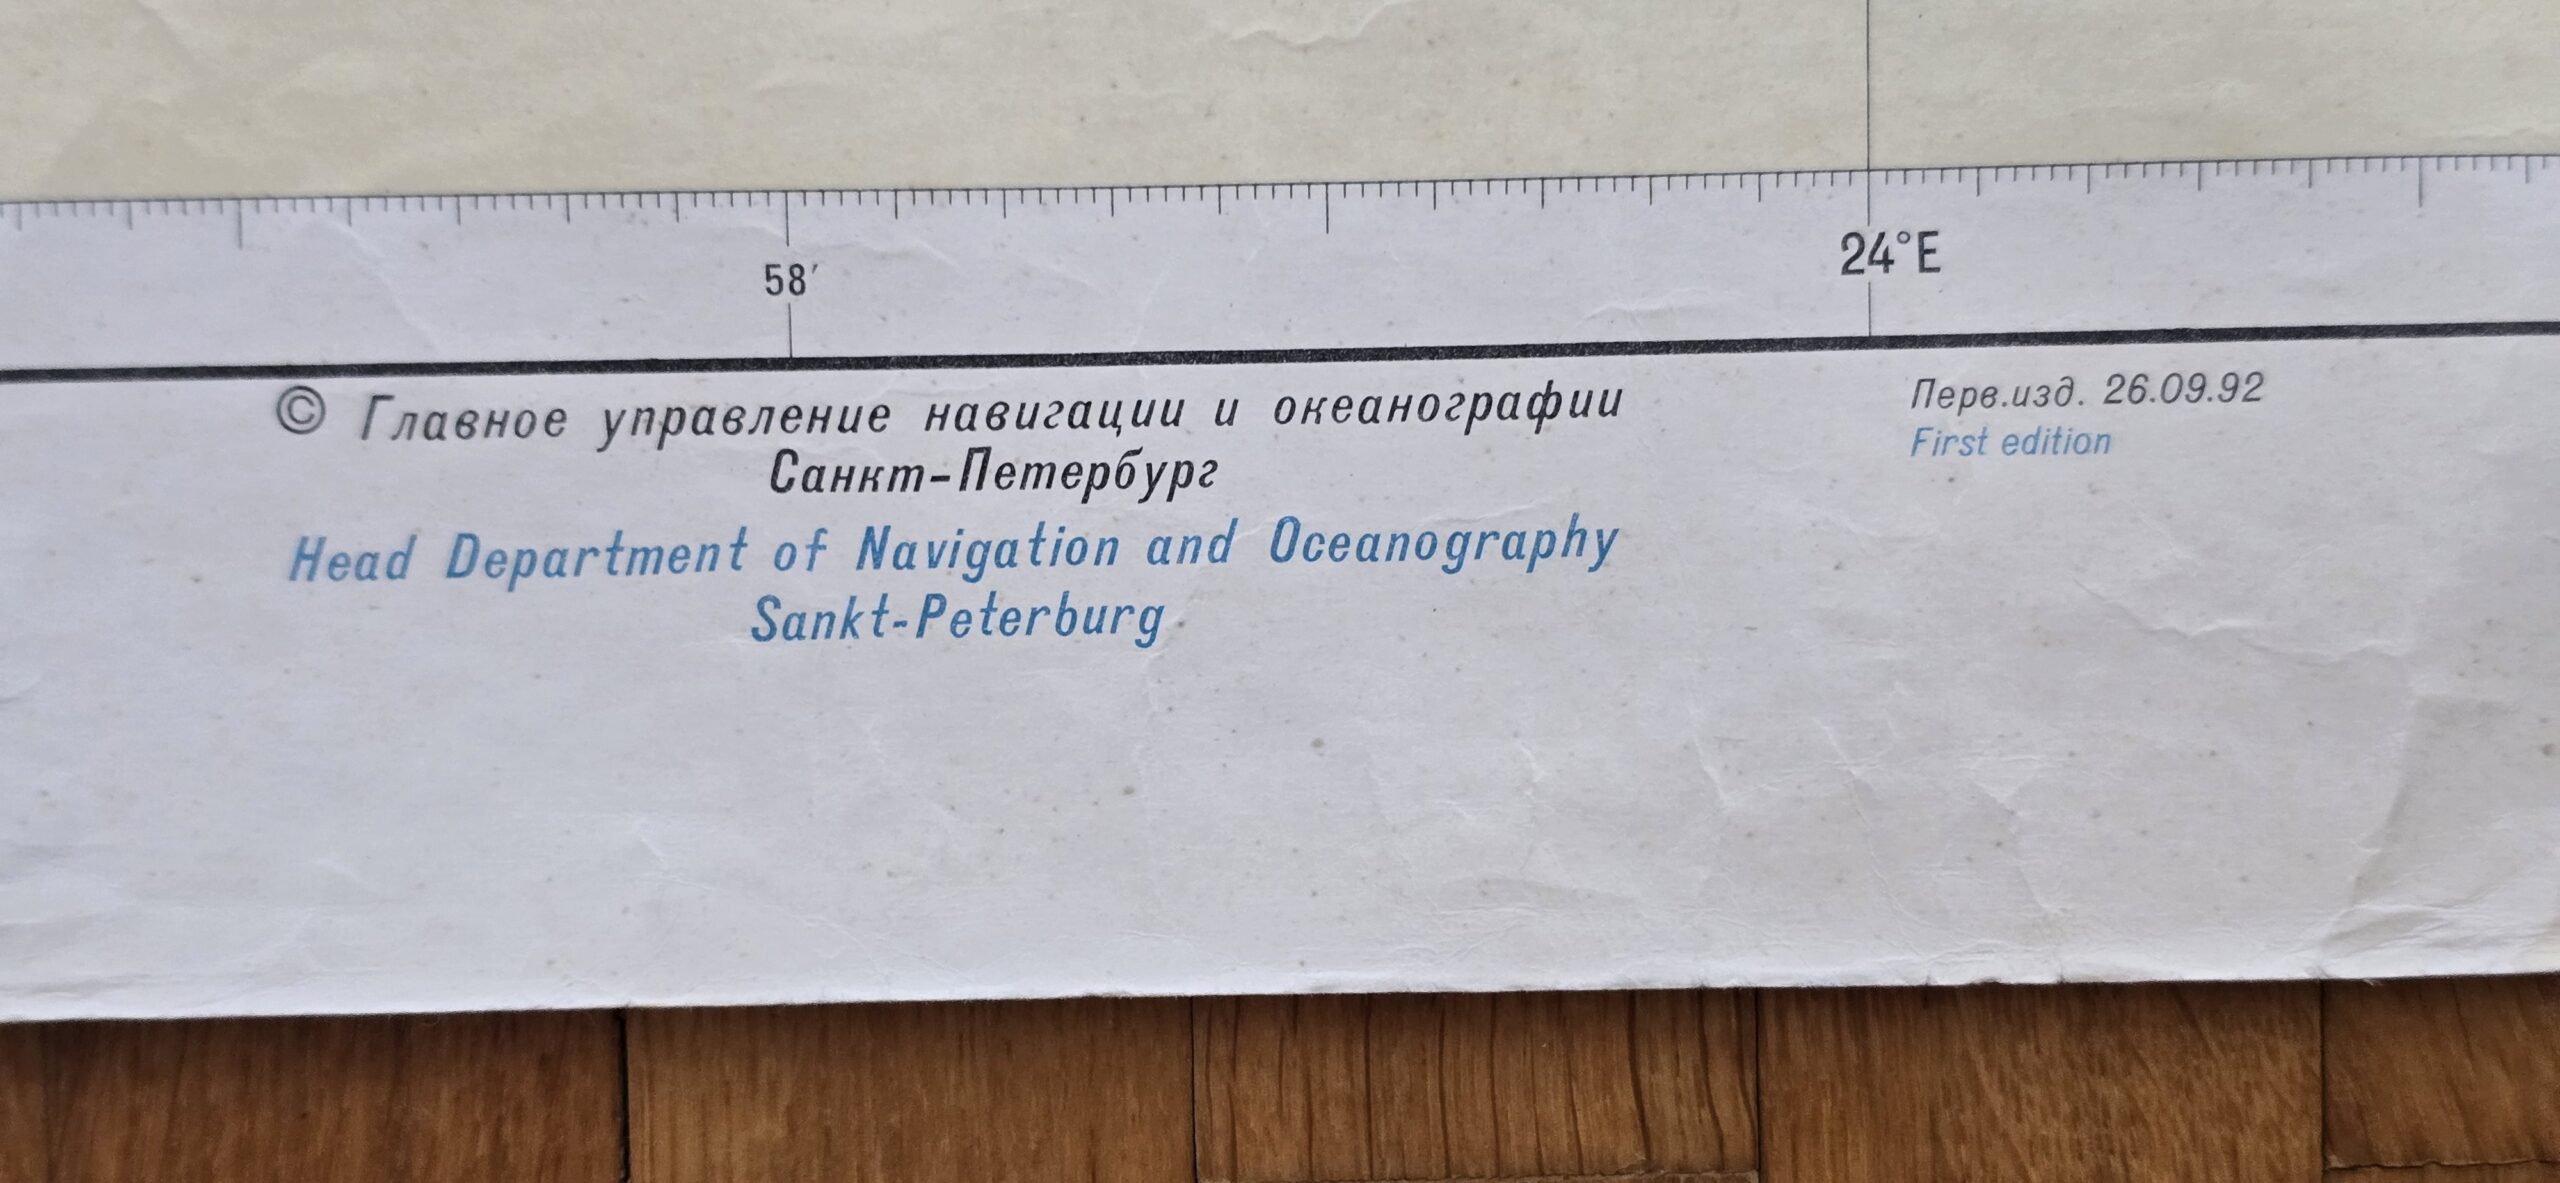 58′ 24°E
© Главное управление навигации и океанографии
Санкт-Петербург
Head Department of Navigation and Oceanography
Sankt-Peterburg
Перв.изд. 26.09.92
First edition